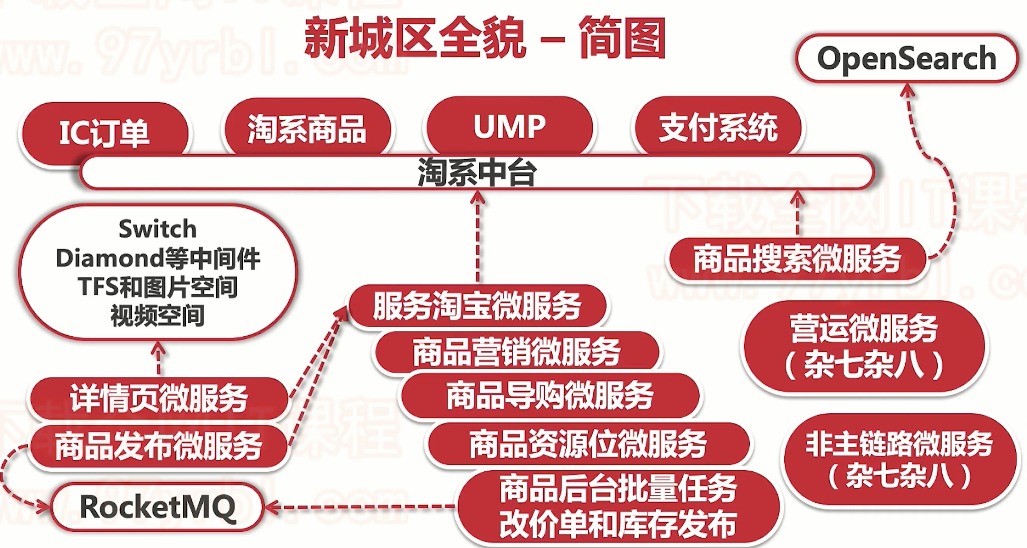 新城区全貌 – 简图
OpenSearch
IC订单
淘系商品
UMP
支付系统
淘系中台
Switch
Diamond等中间件
TFS和图片空间
视频空间
商品搜索微服务
服务淘宝微服务
商品营销微服务
商品导购微服务
商品资源位微服务
商品后台批量任务
改价单和库存发布
营运微服务
（杂七杂八）
非主链路微服务
（杂七杂八）
详情页微服务
商品发布微服务
RocketMQ
www.97yrbl.com
下载全网IT课程